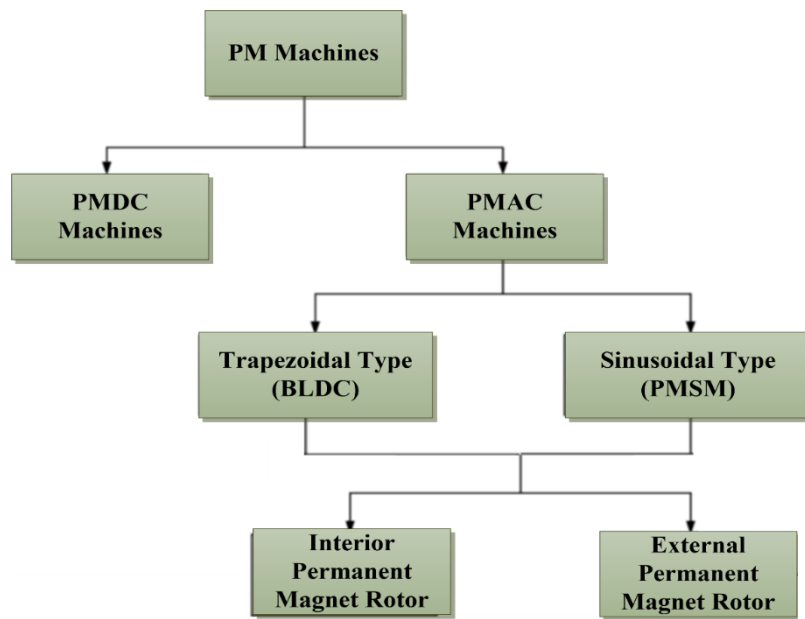 PM Machines
PMDC
Machines
PMAC
Machines
Trapezoidal Type
(BLDC)
Sinusoidal Type
(PMSM)
Interior
Permanent
Magnet Rotor
External
Permanent
Magnet Rotor